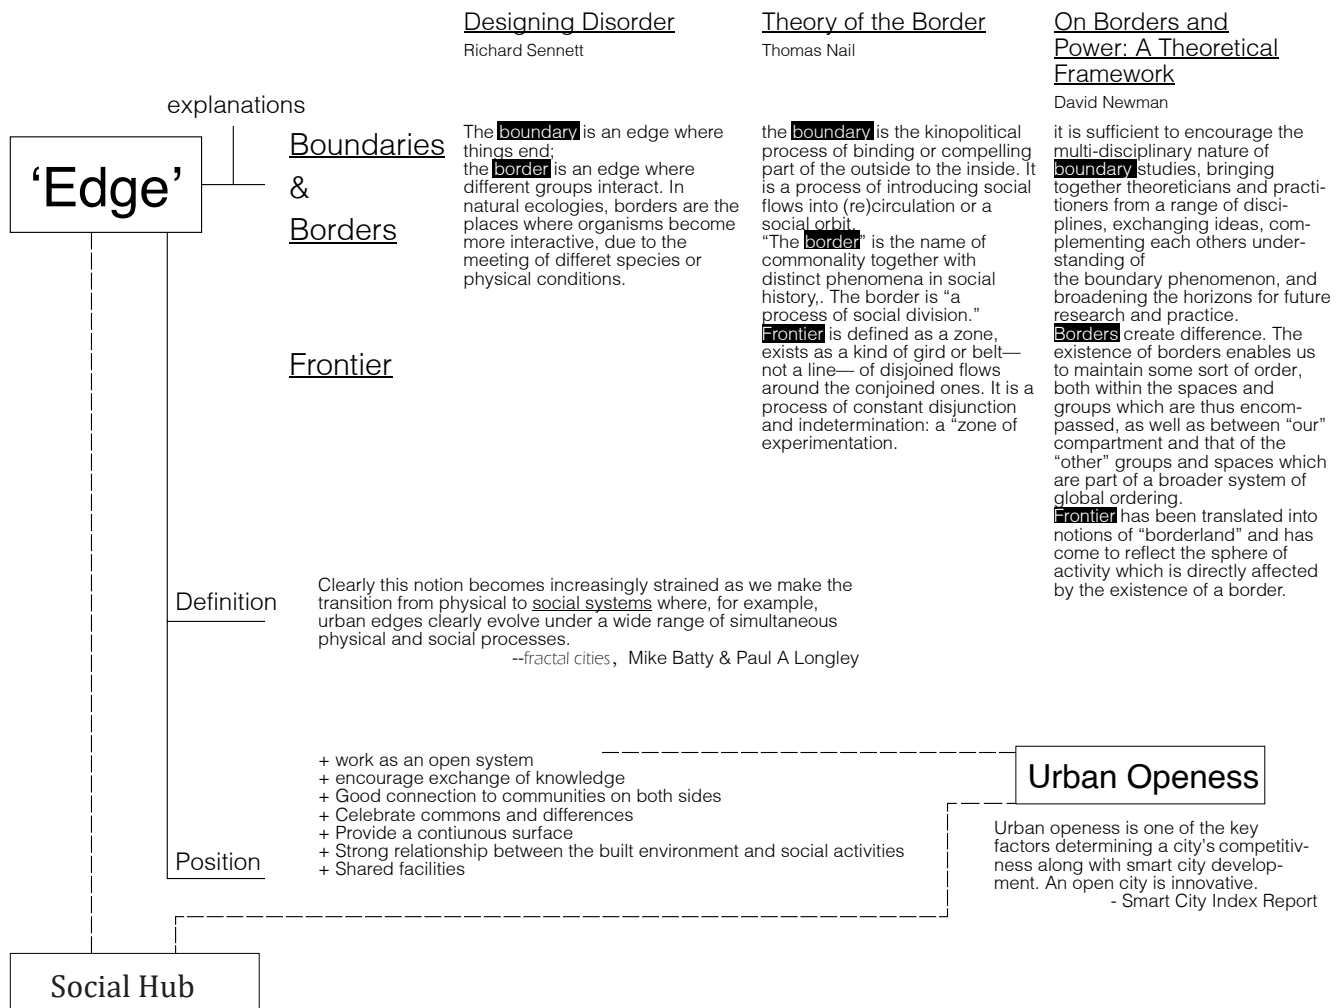 Designing Disorder
Richard Sennett
Theory of the Border
Thomas Nail
On Borders and
Power: A Theoretical
Framework
David Newman
explanations
‘Edge’
Boundaries
&
Borders
Frontier
The boundary is an edge where
things end;
the border is an edge where
different groups interact. In
natural ecologies, borders are the
places where organisms become
more interactive, due to the
meeting of differet species or
physical conditions.
the boundary is the kinopolitical
process of binding or compelling
part of the outside to the inside. It
is a process of introducing social
flows into (re)circulation or a
social orbit.
“The border” is the name of
commonality together with
distinct phenomena in social
history,. The border is “a
process of social division.”
Frontier is defined as a zone,
exists as a kind of gird or belt—
not a line— of disjoined flows
around the conjoined ones. It is a
process of constant disjunction
and indetermination: a “zone of
experimentation.
it is sufficient to encourage the
multi-disciplinary nature of
boundary studies, bringing
together theoreticians and practi-
tioners from a range of disci-
plines, exchanging ideas, com-
plementing each others under-
standing of
the boundary phenomenon, and
broadening the horizons for future
research and practice.
Borders create difference. The
existence of borders enables us
to maintain some sort of order,
both within the spaces and
groups which are thus encom-
passed, as well as between “our”
compartment and that of the
“other” groups and spaces which
are part of a broader system of
global ordering.
Frontier has been translated into
notions of “borderland” and has
come to reflect the sphere of
activity which is directly affected
by the existence of a border.
Definition
Clearly this notion becomes increasingly strained as we make the
transition from physical to social systems where, for example,
urban edges clearly evolve under a wide range of simultaneous
physical and social processes.
--fractal cities, Mike Batty & Paul A Longley
Position
+ work as an open system
+ encourage exchange of knowledge
+ Good connection to communities on both sides
+ Celebrate commons and differences
+ Provide a contiunous surface
+ Strong relationship between the built environment and social activities
+ Shared facilities
Urban Openess
Urban openess is one of the key
factors determining a city's competitiv-
ness along with smart city develop-
ment. An open city is innovative.
- Smart City Index Report
Social Hub